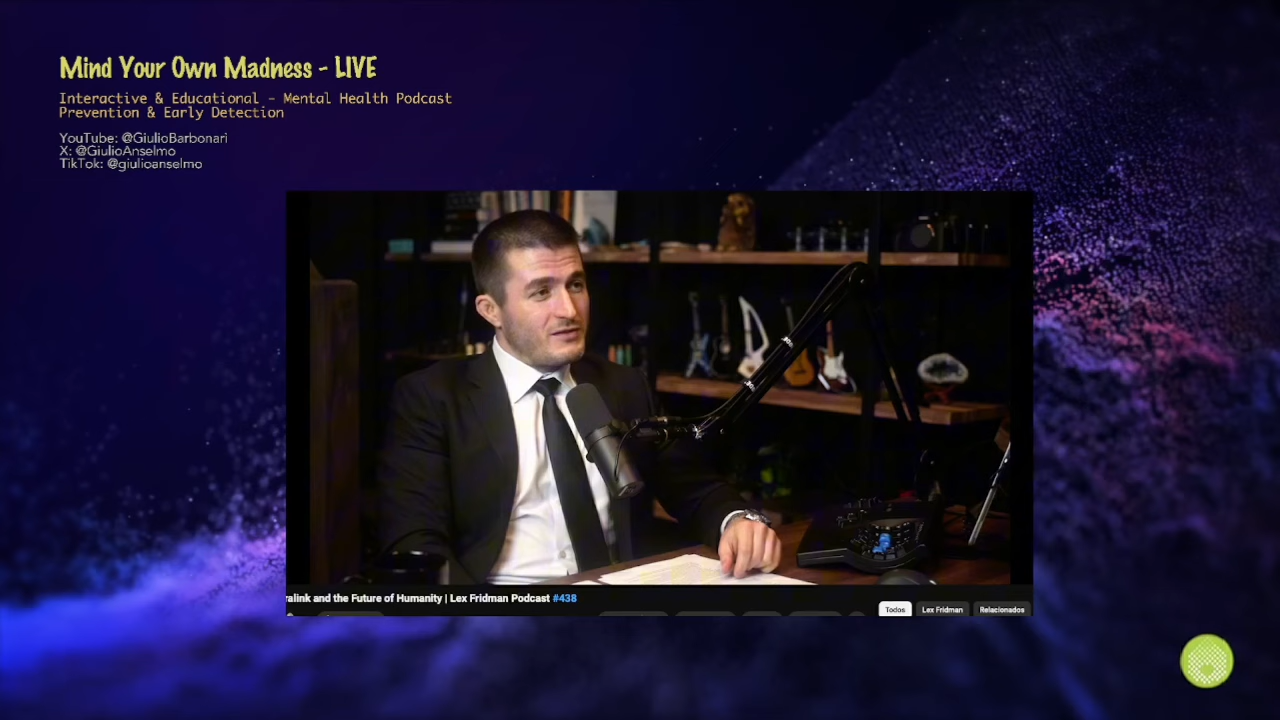 Mind Your Own Madness - LIVE
Interactive & Educational - Mental Health Podcast
Prevention & Early Detection
YouTube: @GiulioBarbonari
X: @GiulioAnselmo
TikTok: @giulioanselmo
ralink and the Future of Humanity | Lex Fridman Podcast #438
Todos Lex Fridman Relacionados